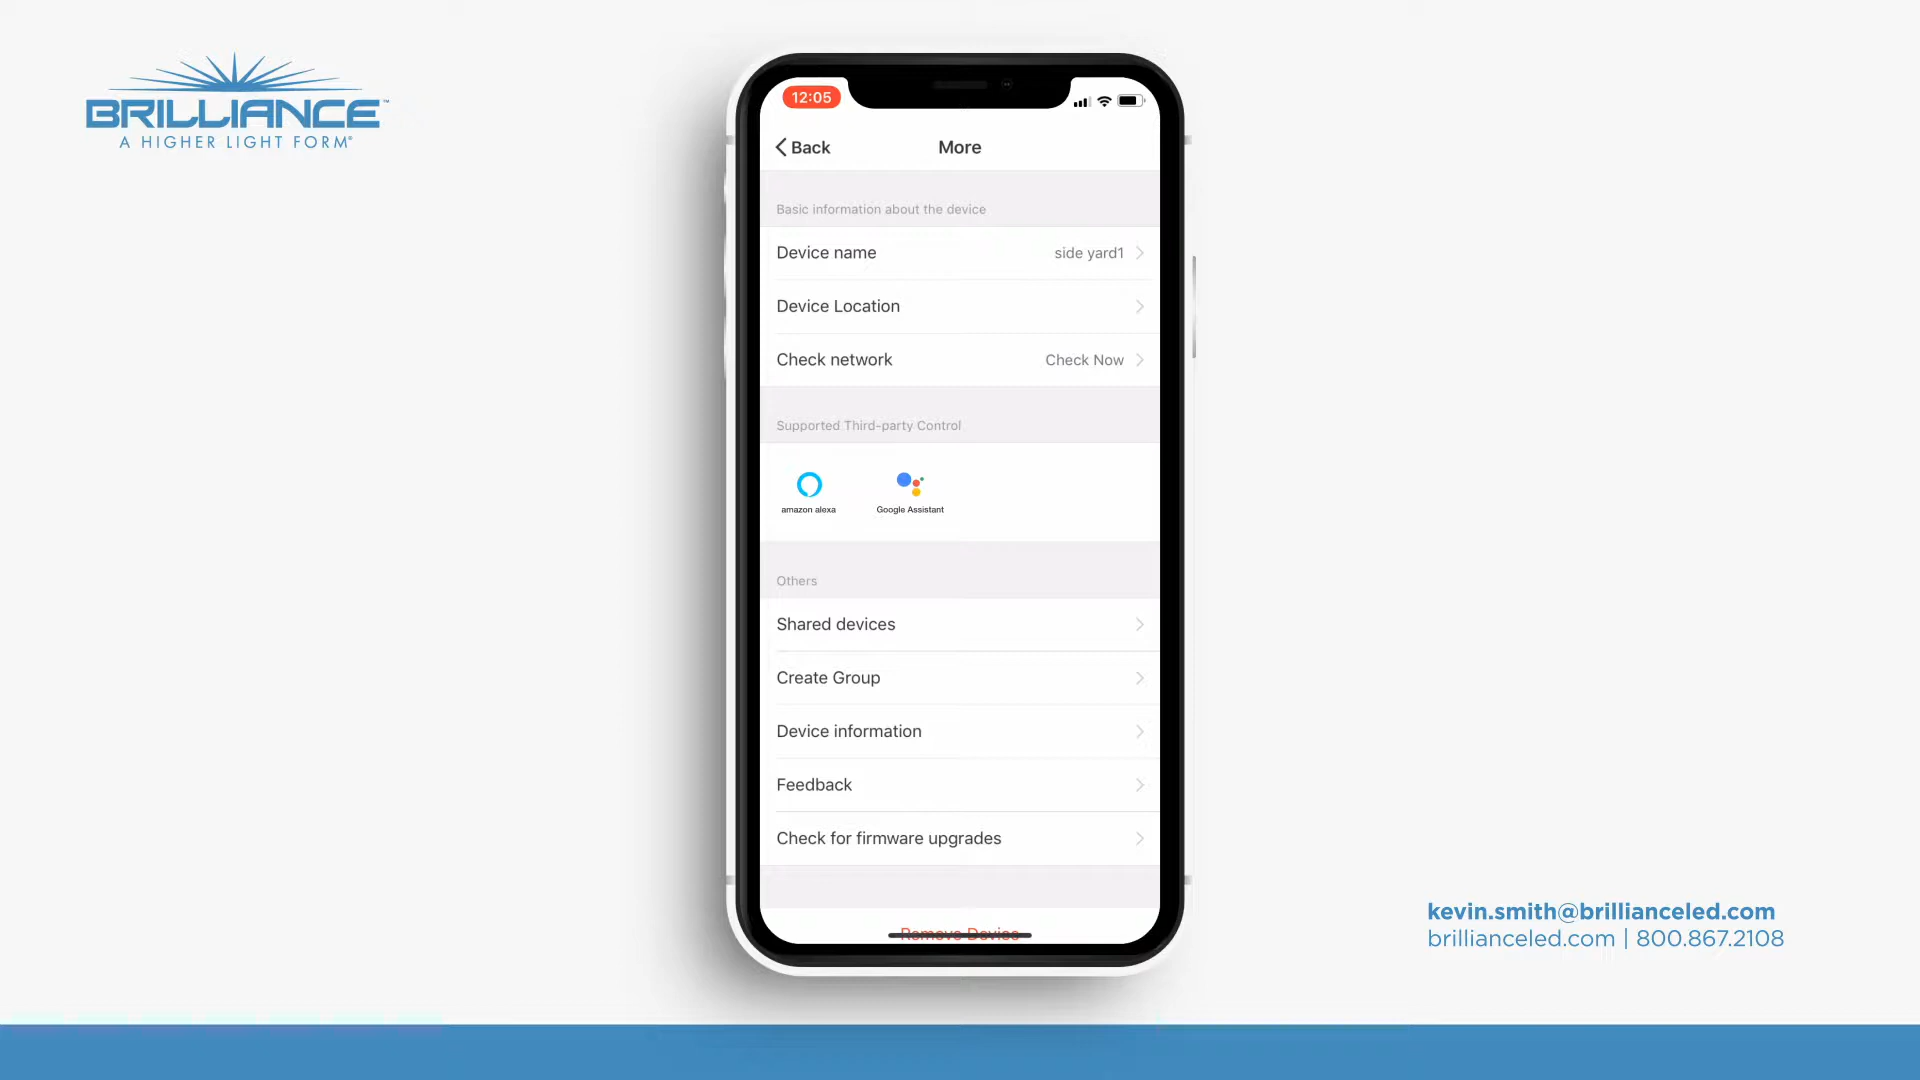 BRILLIANCE™
A HIGHER LIGHT FORM®
12:05
Back
More
Basic information about the device
Device name
side yard1
Device Location
Check network
Check Now
Supported Third-party Control
amazon alexa
Google Assistant
Others
Shared devices
Create Group
Device information
Feedback
Check for firmware upgrades
Remove Device
kevin.smith@brillianceled.com
brillianceled.com | 800.867.2108